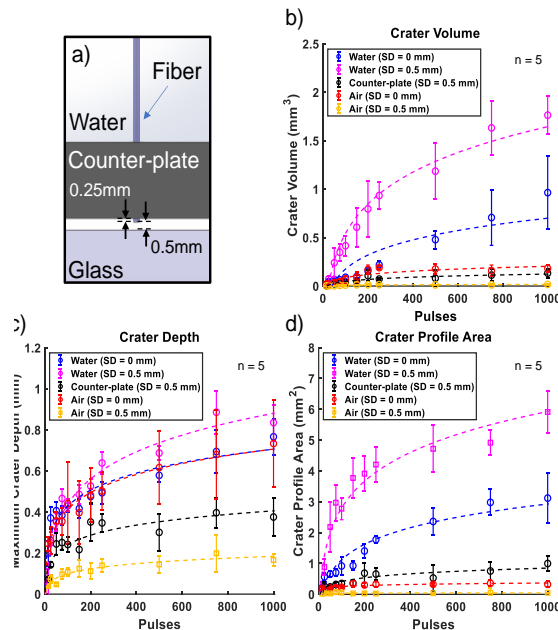 a)
Fiber
Water
Counter-plate
0.25mm
0.5mm
Glass
b)
Crater Volume
Water (SD = 0 mm)
Water (SD = 0.5 mm)
Counter-plate (SD = 0.5 mm)
Air (SD = 0 mm)
Air (SD = 0.5 mm)
n = 5
Crater Volume (mm³)
3
2.5
2
1.5
1
0.5
0
0 200 400 600 800 1000
Pulses
c)
Crater Depth
Water (SD = 0 mm)
Water (SD = 0.5 mm)
Counter-plate (SD = 0.5 mm)
Air (SD = 0 mm)
Air (SD = 0.5 mm)
n = 5
Maximum Crater Depth (mm)
1.2
1
0.8
0.6
0.4
0.2
0
0 200 400 600 800 1000
Pulses
d)
Crater Profile Area
Water (SD = 0 mm)
Water (SD = 0.5 mm)
Counter-plate (SD = 0.5 mm)
Air (SD = 0 mm)
Air (SD = 0.5 mm)
n = 5
Crater Profile Area (mm²)
8
7
6
5
4
3
2
1
0
0 200 400 600 800 1000
Pulses